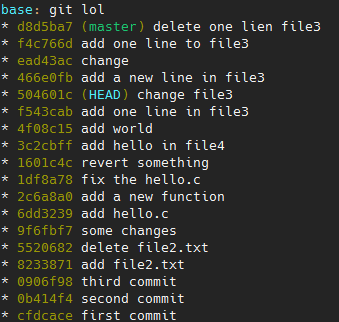 base: git lol
* d8d5ba7 (master) delete one lien file3
* f4c766d add one line to file3
* ead43ac change
* 466e0fb add a new line in file3
* 504601c (HEAD) change file3
* f543cab add one line in file3
* 4f08c15 add world
* 3c2cbff add hello in file4
* 1601c4c revert something
* 1df8a78 fix the hello.c
* 2c6a8a0 add a new function
* 6dd3239 add hello.c
* 9f6fbf7 some changes
* 5520682 delete file2.txt
* 8233871 add file2.txt
* 0906f98 third commit
* 0b414f4 second commit
* cfdcace first commit